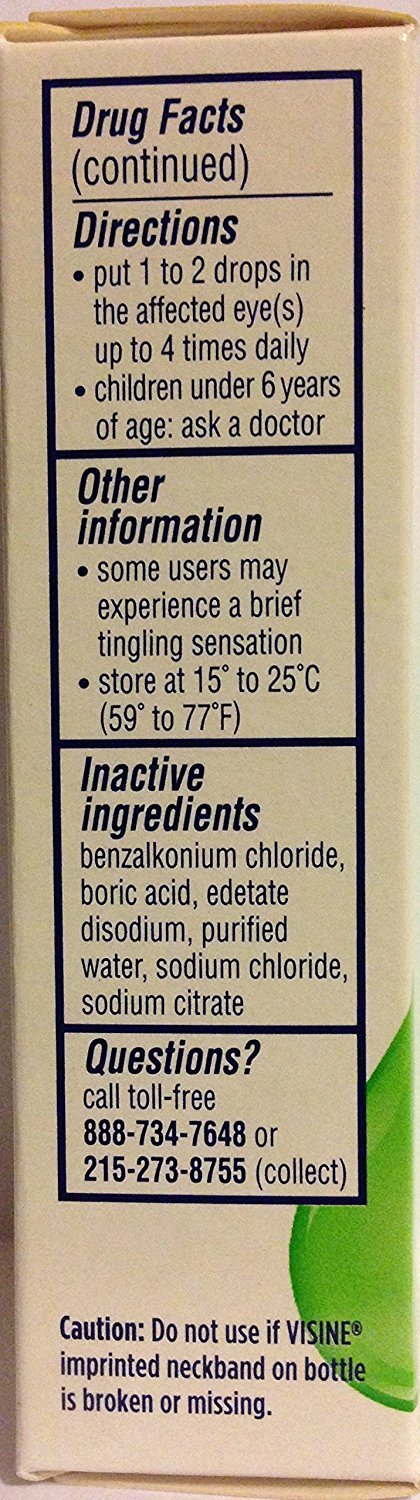 Drug Facts
(continued)
Directions
• put 1 to 2 drops in
the affected eye(s)
up to 4 times daily
• children under 6 years
of age: ask a doctor
Other
information
• some users may
experience a brief
tingling sensation
• store at 15° to 25°C
(59° to 77°F)
Inactive
ingredients
benzalkonium chloride,
boric acid, edetate
disodium, purified
water, sodium chloride,
sodium citrate
Questions?
call toll-free
888-734-7648 or
215-273-8755 (collect)
Caution: Do not use if VISINE®
imprinted neckband on bottle
is broken or missing.